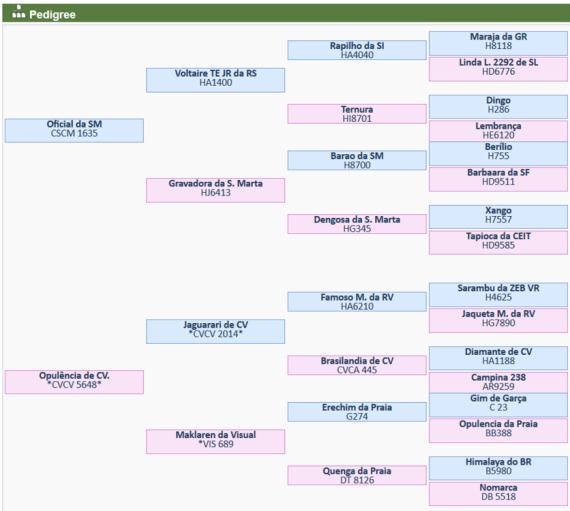 Pedigree
Maraja da GR
H8118
Rapilho da SI
HA4040
Linda L. 2292 de SL
HD6776
Voltaire TE JR da RS
HA1400
Dingo
H286
Ternura
HI8701
Lembrança
HE6120
Oficial da SM
CSCM 1635
Berílio
H755
Barao da SM
H8700
Barbaara da SF
HD9511
Gravadora da S. Marta
HJ6413
Xango
H7557
Dengosa da S. Marta
HG345
Tapioca da CEIT
HD9585
Sarambu da ZEB VR
H4625
Famoso M. da RV
HA6210
Jaqueta M. da RV
HG7890
Jaguarari de CV
*CVCV 2014*
Diamante de CV
HA1188
Brasilandia de CV
CVCA 445
Campina 238
AR9259
Opulência de CV.
*CVCV 5648*
Gim de Garça
C 23
Erechim da Praia
G274
Opulencia da Praia
BB388
Maklaren da Visual
*VIS 689
Himalaya do BR
B5980
Quenga da Praia
DT 8126
Nomarca
DB 5518